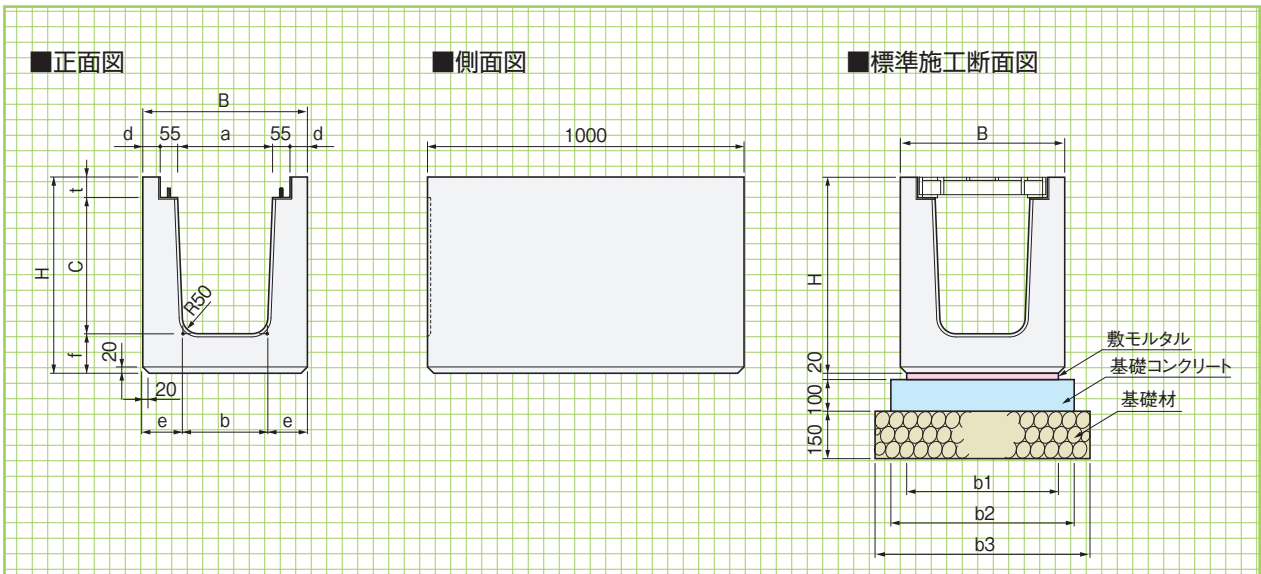 ■正面図
B
d 55 a 55 d
t
C
H
R50
f
20
20
e b e
■側面図
1000
■標準施工断面図
B
H
20
100
150
敷モルタル
基礎コンクリート
基礎材
b1
b2
b3